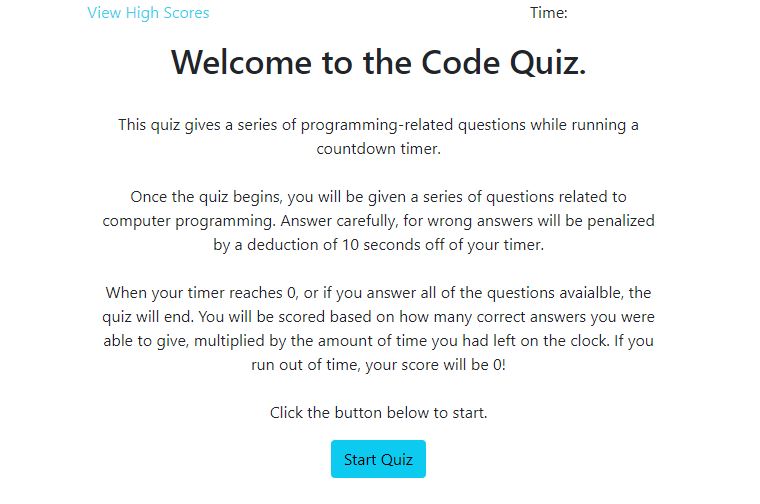 View High Scores
Time:
Welcome to the Code Quiz.
This quiz gives a series of programming-related questions while running a
countdown timer.
Once the quiz begins, you will be given a series of questions related to
computer programming. Answer carefully, for wrong answers will be penalized
by a deduction of 10 seconds off of your timer.
When your timer reaches 0, or if you answer all of the questions avaialble, the
quiz will end. You will be scored based on how many correct answers you were
able to give, multiplied by the amount of time you had left on the clock. If you
run out of time, your score will be 0!
Click the button below to start.
Start Quiz